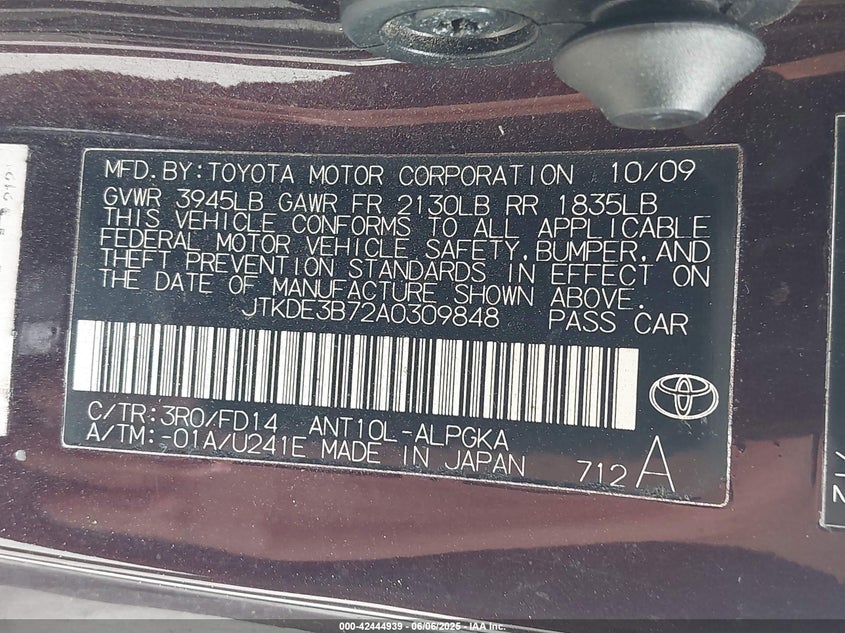 MFD.BY:TOYOTA MOTOR CORPORATION 10/09
GVWR 3945LB GAWR FR 2130LB RR 1835LB
THIS VEHICLE CONFORMS TO ALL APPLICABLE
FEDERAL MOTOR VEHICLE SAFETY,BUMPER,AND
THEFT PREVENTION STANDARDS IN EFFECT ON
THE DATE OF MANUFACTURE SHOWN ABOVE.
JTKDE3B72A0309848 PASS CAR
C/TR:3R0/FD14 ANT10L-ALPGKA
A/TM:-01A/U241E MADE IN JAPAN
712 A
000-42444939 - 06/06/2025 - IAA Inc.